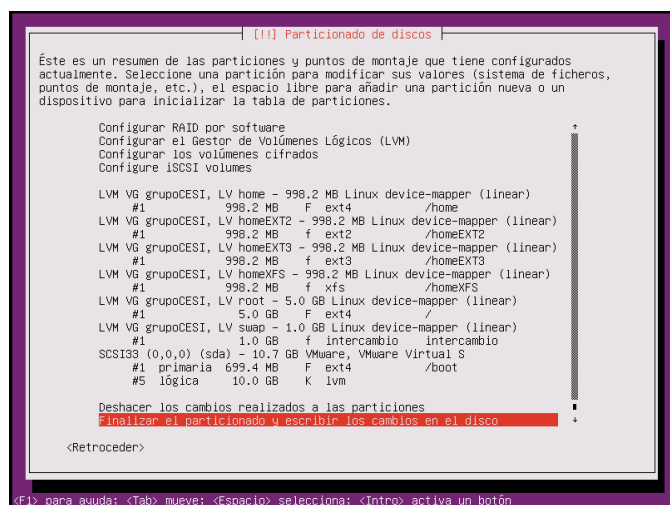 [!!] Particionado de discos
Éste es un resumen de las particiones y puntos de montaje que tiene configurados
actualmente. Seleccione una partición para modificar sus valores (sistema de ficheros,
puntos de montaje, etc.), el espacio libre para añadir una partición nueva o un
dispositivo para inicializar la tabla de particiones.
Configurar RAID por software
Configurar el Gestor de Volúmenes Lógicos (LVM)
Configurar los volúmenes cifrados
Configure iSCSI volumes
LVM VG grupoCESI, LV home - 998.2 MB Linux device-mapper (linear)
#1 998.2 MB F ext4 /home
LVM VG grupoCESI, LV homeEXT2 - 998.2 MB Linux device-mapper (linear)
#1 998.2 MB f ext2 /homeEXT2
LVM VG grupoCESI, LV homeEXT3 - 998.2 MB Linux device-mapper (linear)
#1 998.2 MB f ext3 /homeEXT3
LVM VG grupoCESI, LV homeXFS - 998.2 MB Linux device-mapper (linear)
#1 998.2 MB f xfs /homeXFS
LVM VG grupoCESI, LV root - 5.0 GB Linux device-mapper (linear)
#1 5.0 GB F ext4 /
LVM VG grupoCESI, LV swap - 1.0 GB Linux device-mapper (linear)
#1 1.0 GB f intercambio intercambio
SCSI33 (0,0,0) (sda) - 10.7 GB VMware, VMware Virtual S
#1 primaria 699.4 MB F ext4 /boot
#5 lógica 10.0 GB K lvm
Deshacer los cambios realizados a las particiones
Finalizar el particionado y escribir los cambios en el disco
<Retroceder>
<F1> para ayuda; <Tab> mueve; <Espacio> selecciona; <Intro> activa un botón